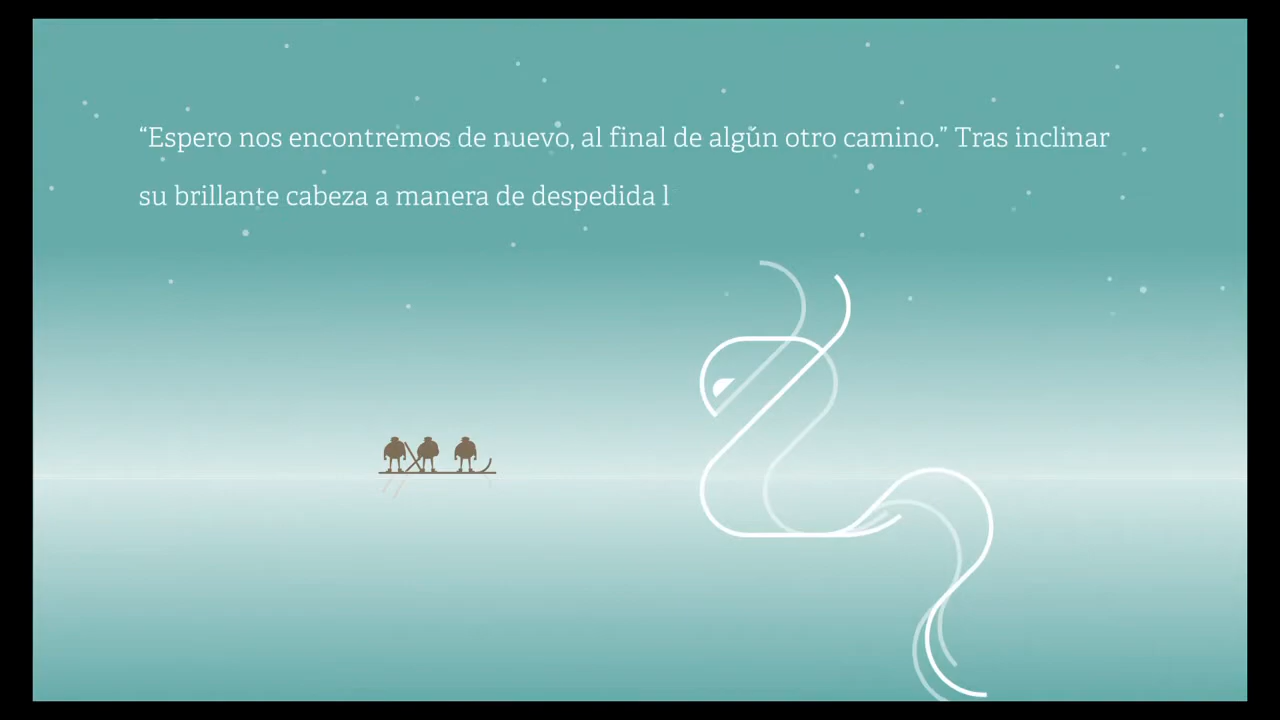 “Espero nos encontremos de nuevo, al final de algún otro camino.” Tras inclinar
su brillante cabeza a manera de despedida l